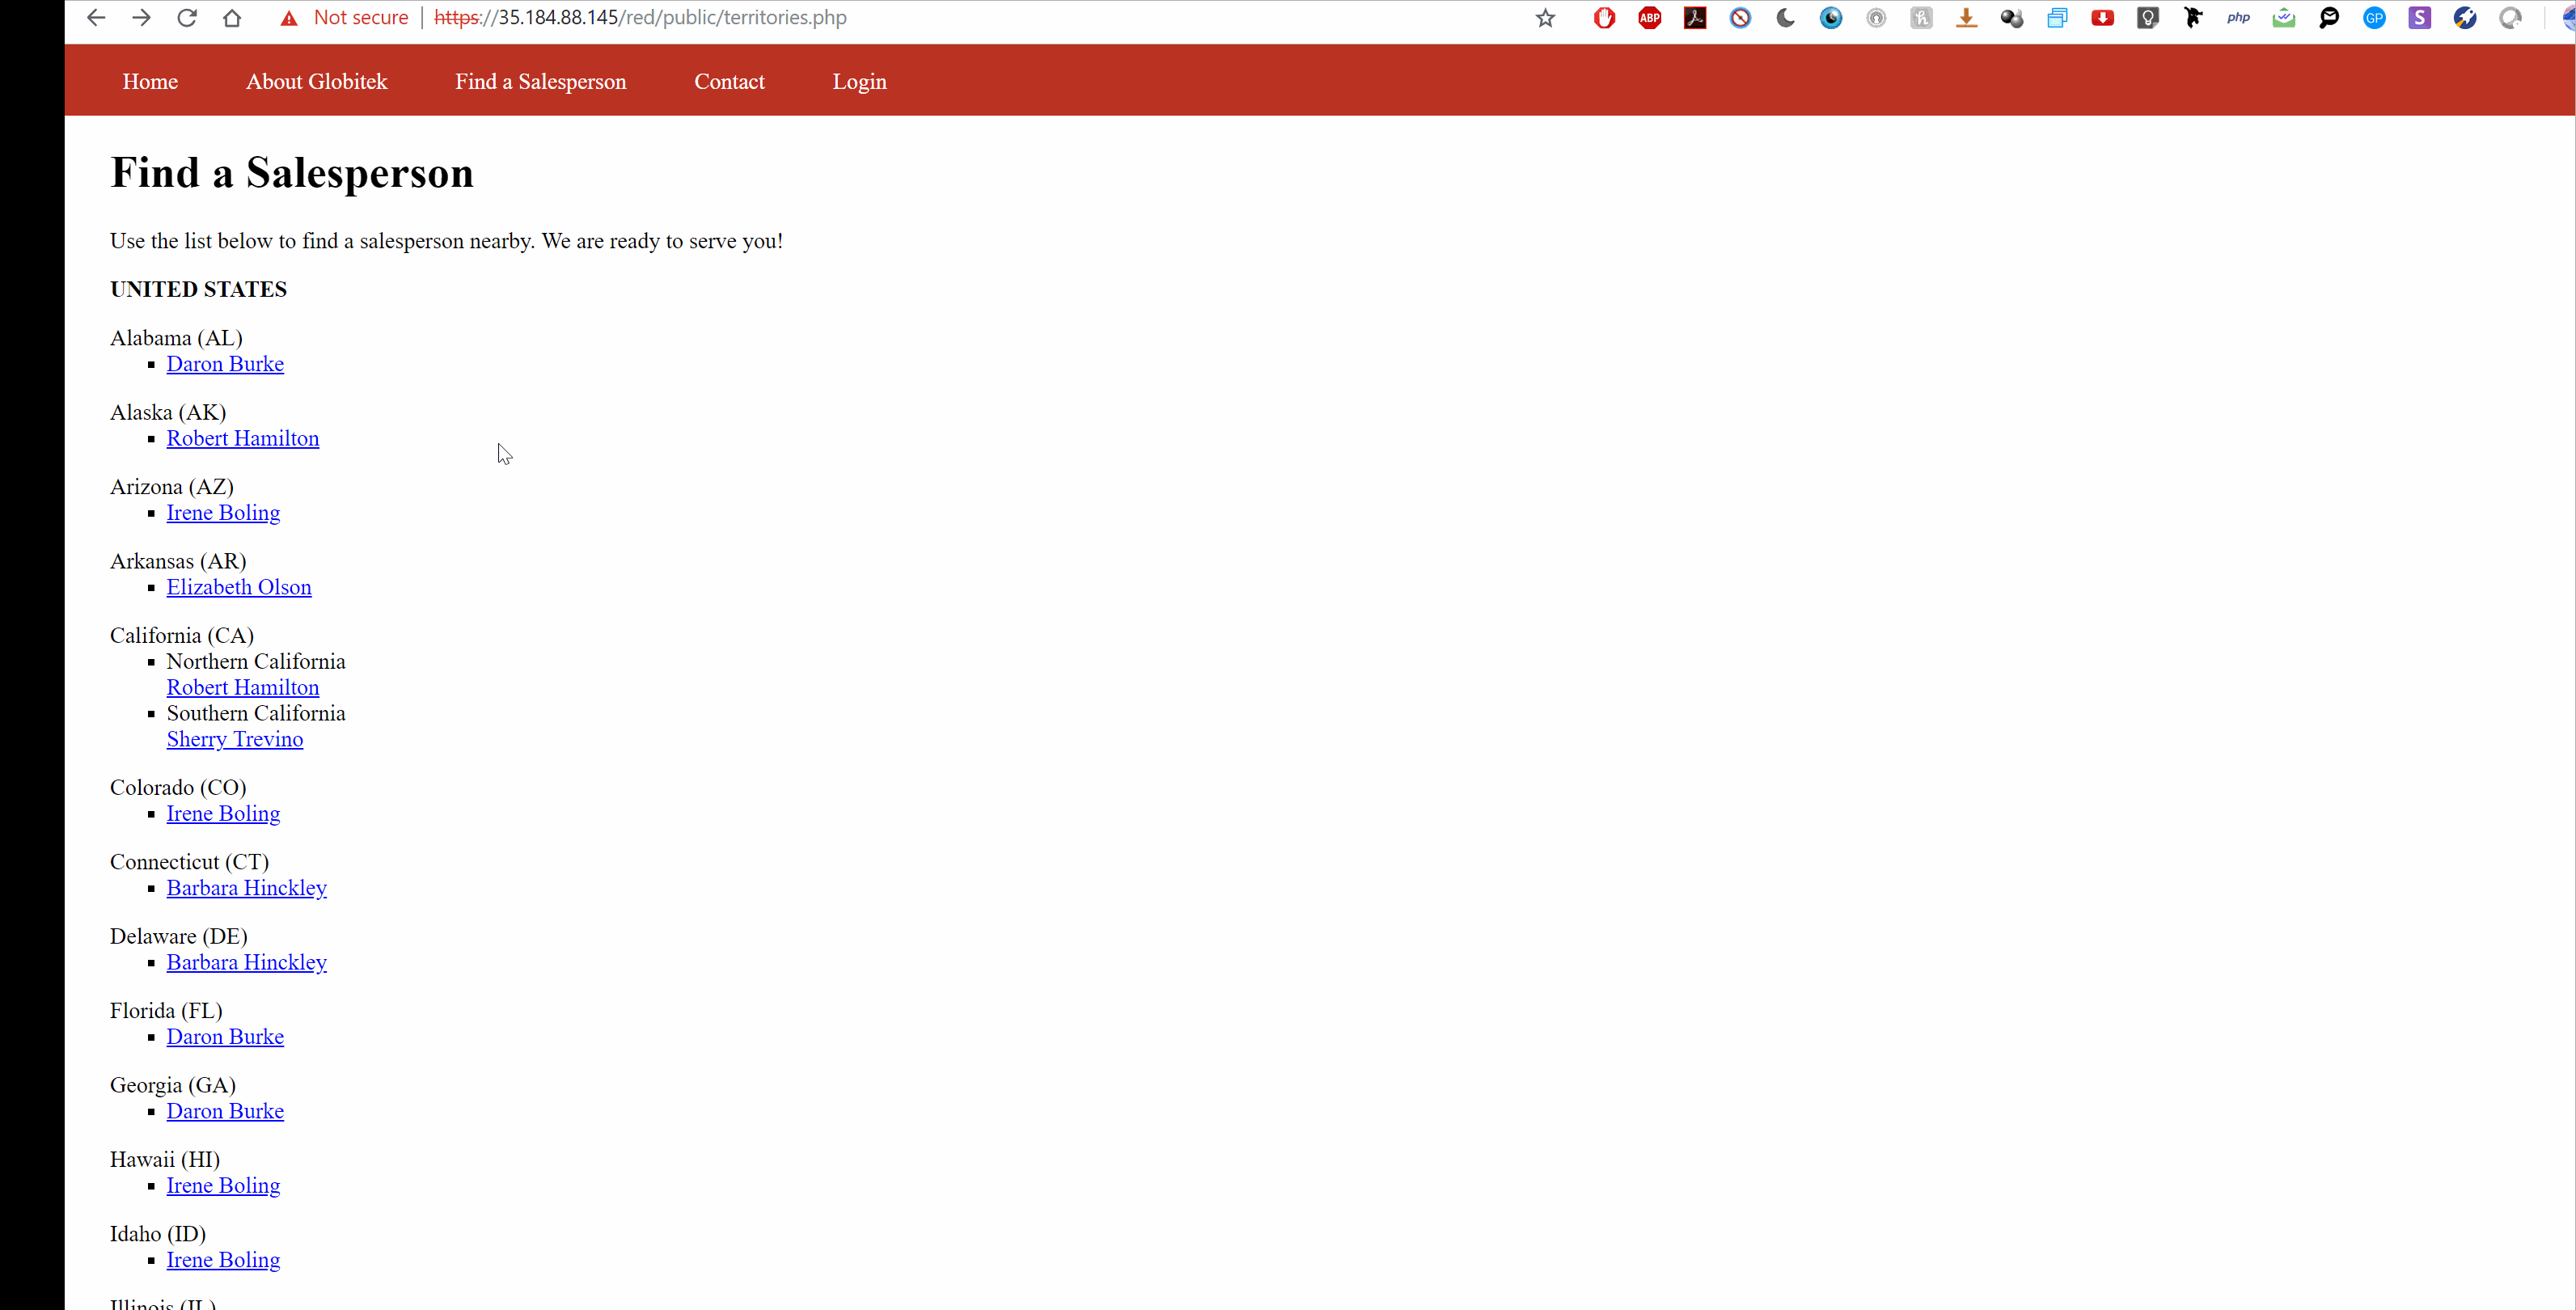 Not secure | https://35.184.88.145/red/public/territories.php
ABP
php
GP
S
Home About Globitek Find a Salesperson Contact Login
Find a Salesperson
Use the list below to find a salesperson nearby. We are ready to serve you!
UNITED STATES
Alabama (AL)
Daron Burke
Alaska (AK)
Robert Hamilton
Arizona (AZ)
Irene Boling
Arkansas (AR)
Elizabeth Olson
California (CA)
Northern California
Robert Hamilton
Southern California
Sherry Trevino
Colorado (CO)
Irene Boling
Connecticut (CT)
Barbara Hinckley
Delaware (DE)
Barbara Hinckley
Florida (FL)
Daron Burke
Georgia (GA)
Daron Burke
Hawaii (HI)
Irene Boling
Idaho (ID)
Irene Boling
Illinois (IL)